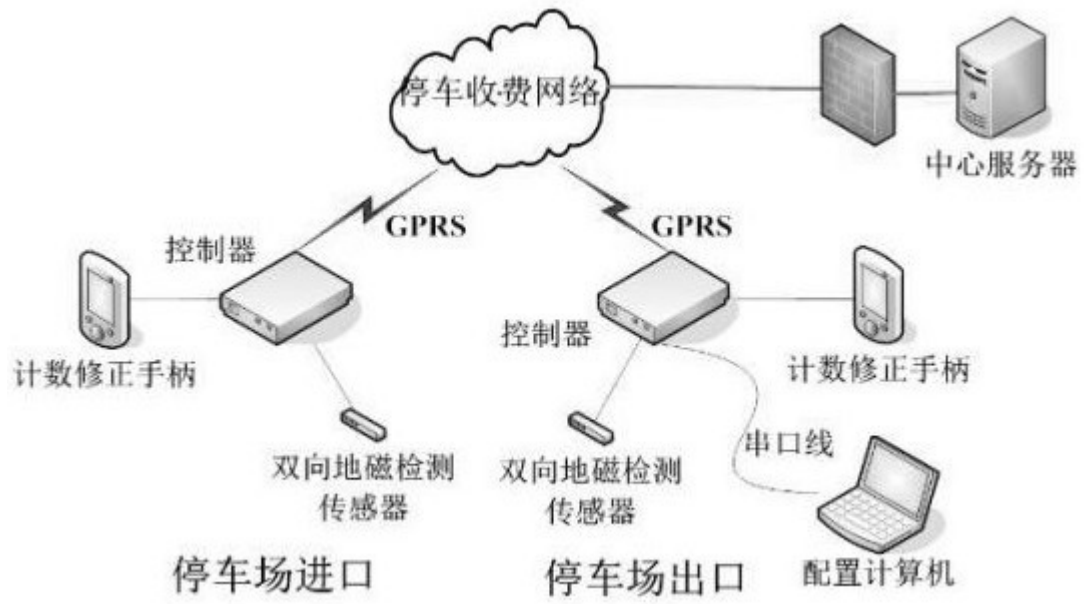 停车收费网络
中心服务器
GPRS
GPRS
控制器
控制器
计数修正手柄
计数修正手柄
串口线
双向地磁检测
传感器
双向地磁检测
传感器
停车场进口
停车场出口
配置计算机